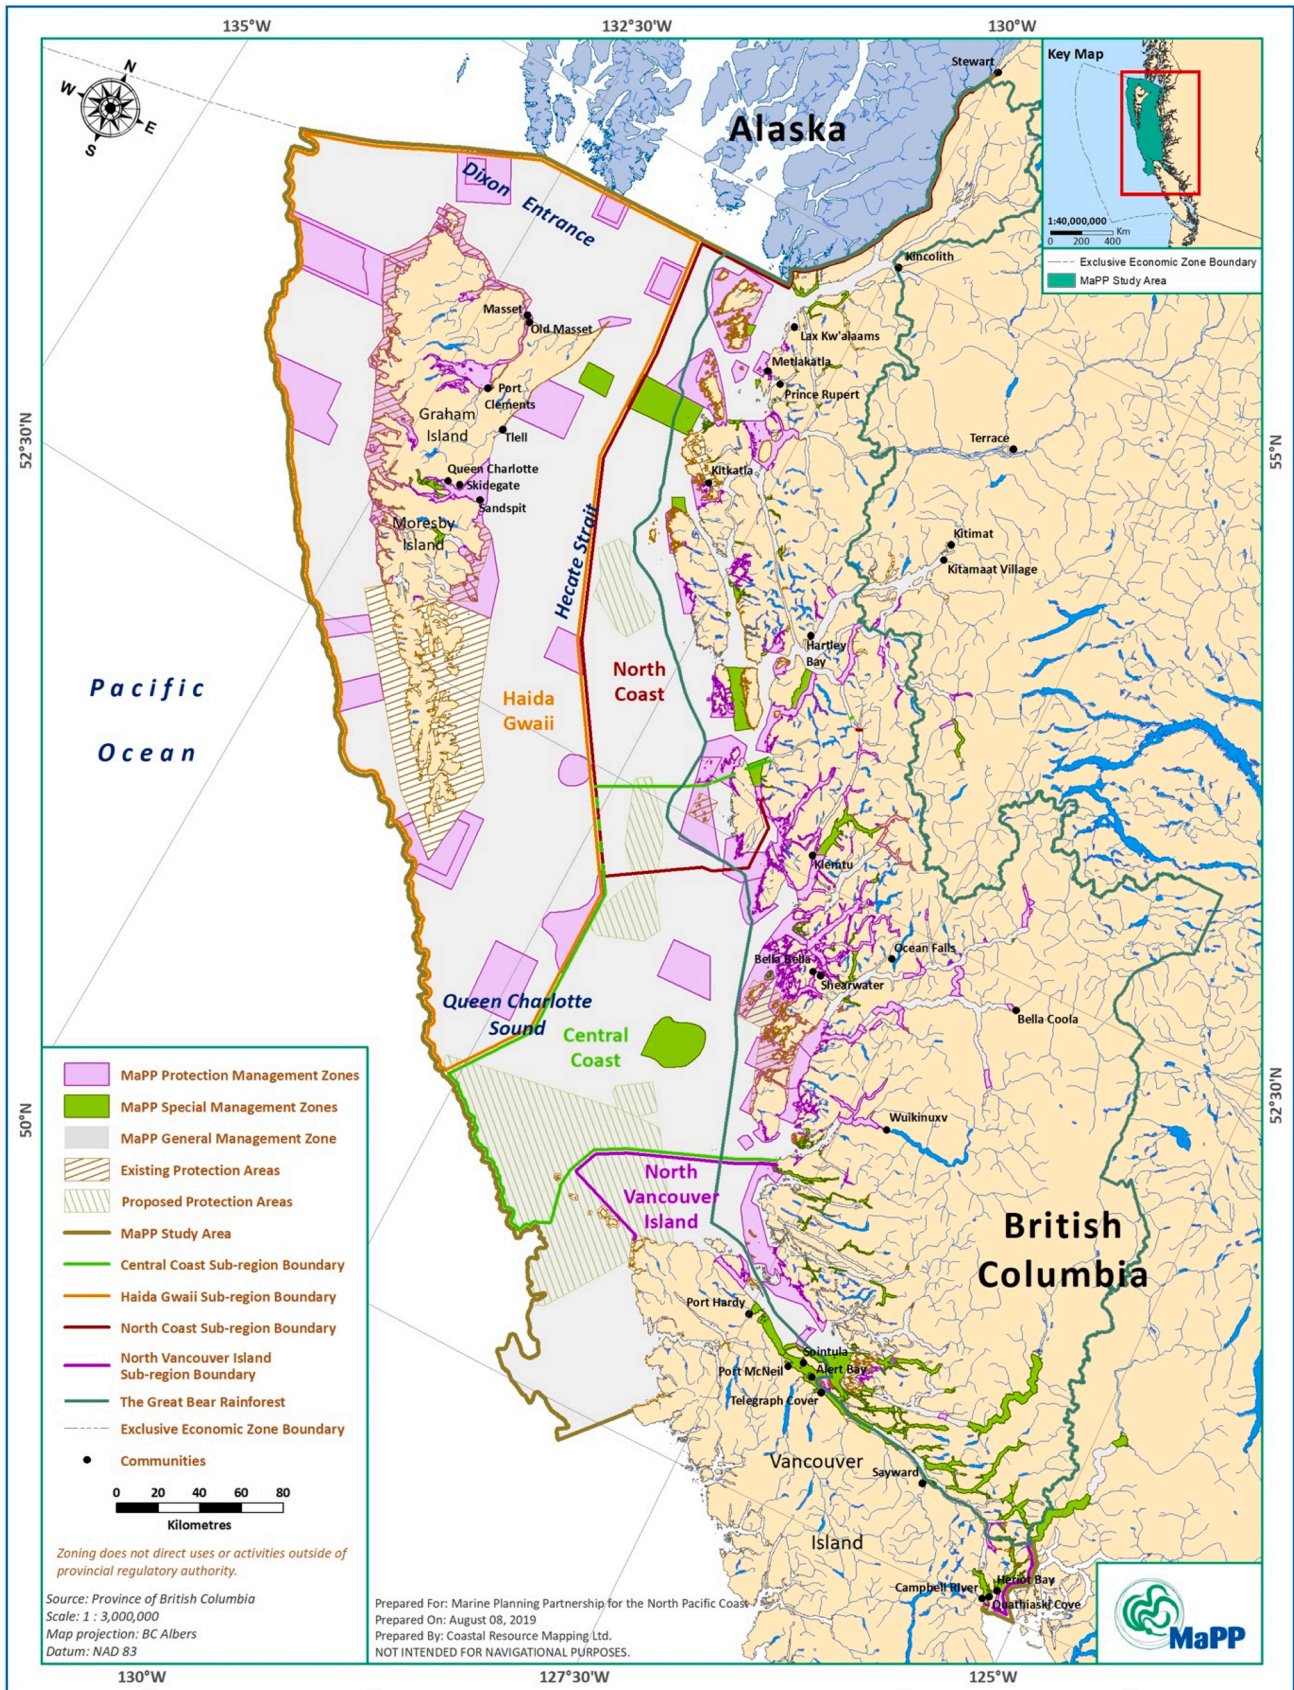 135°W
132°30'W
130°W
N
W
E
S
Alaska
Stewart
Key Map
1:40,000,000
Km
0 200 400
Exclusive Economic Zone Boundary
MaPP Study Area
Dixon
Entrance
Kincolith
Masset
Old Masset
Lax Kw'alaams
Metlakatla
Prince Rupert
Port
Clements
Graham
Island
Tlell
52°30'N
55°N
Terrace
Queen Charlotte
Skidegate
Sandspit
Kitkatla
Moresby
Island
Hecate Strait
Kitimat
Kitamaat Village
Hartley
Bay
Pacific
Ocean
Haida
Gwaii
North
Coast
Klemtu
Ocean Falls
Bella Bella
Shearwater
Bella Coola
Queen Charlotte
Sound
Central
Coast
Wuikinuxv
50°N
52°30'N
North
Vancouver
Island
British
Columbia
Port Hardy
Sointula
Port McNeil
Alert Bay
Telegraph Cover
Vancouver
Island
Sayward
Campbell River
Heriot Bay
Quathiaski Cove
MaPP Protection Management Zones
MaPP Special Management Zones
MaPP General Management Zone
Existing Protection Areas
Proposed Protection Areas
MaPP Study Area
Central Coast Sub-region Boundary
Haida Gwaii Sub-region Boundary
North Coast Sub-region Boundary
North Vancouver Island
Sub-region Boundary
The Great Bear Rainforest
Exclusive Economic Zone Boundary
Communities
0 20 40 60 80
Kilometres
Zoning does not direct uses or activities outside of
provincial regulatory authority.
Source: Province of British Columbia
Scale: 1 : 3,000,000
Map projection: BC Albers
Datum: NAD 83
Prepared For: Marine Planning Partnership for the North Pacific Coast
Prepared On: August 08, 2019
Prepared By: Coastal Resource Mapping Ltd.
NOT INTENDED FOR NAVIGATIONAL PURPOSES.
MaPP
130°W
127°30'W
125°W